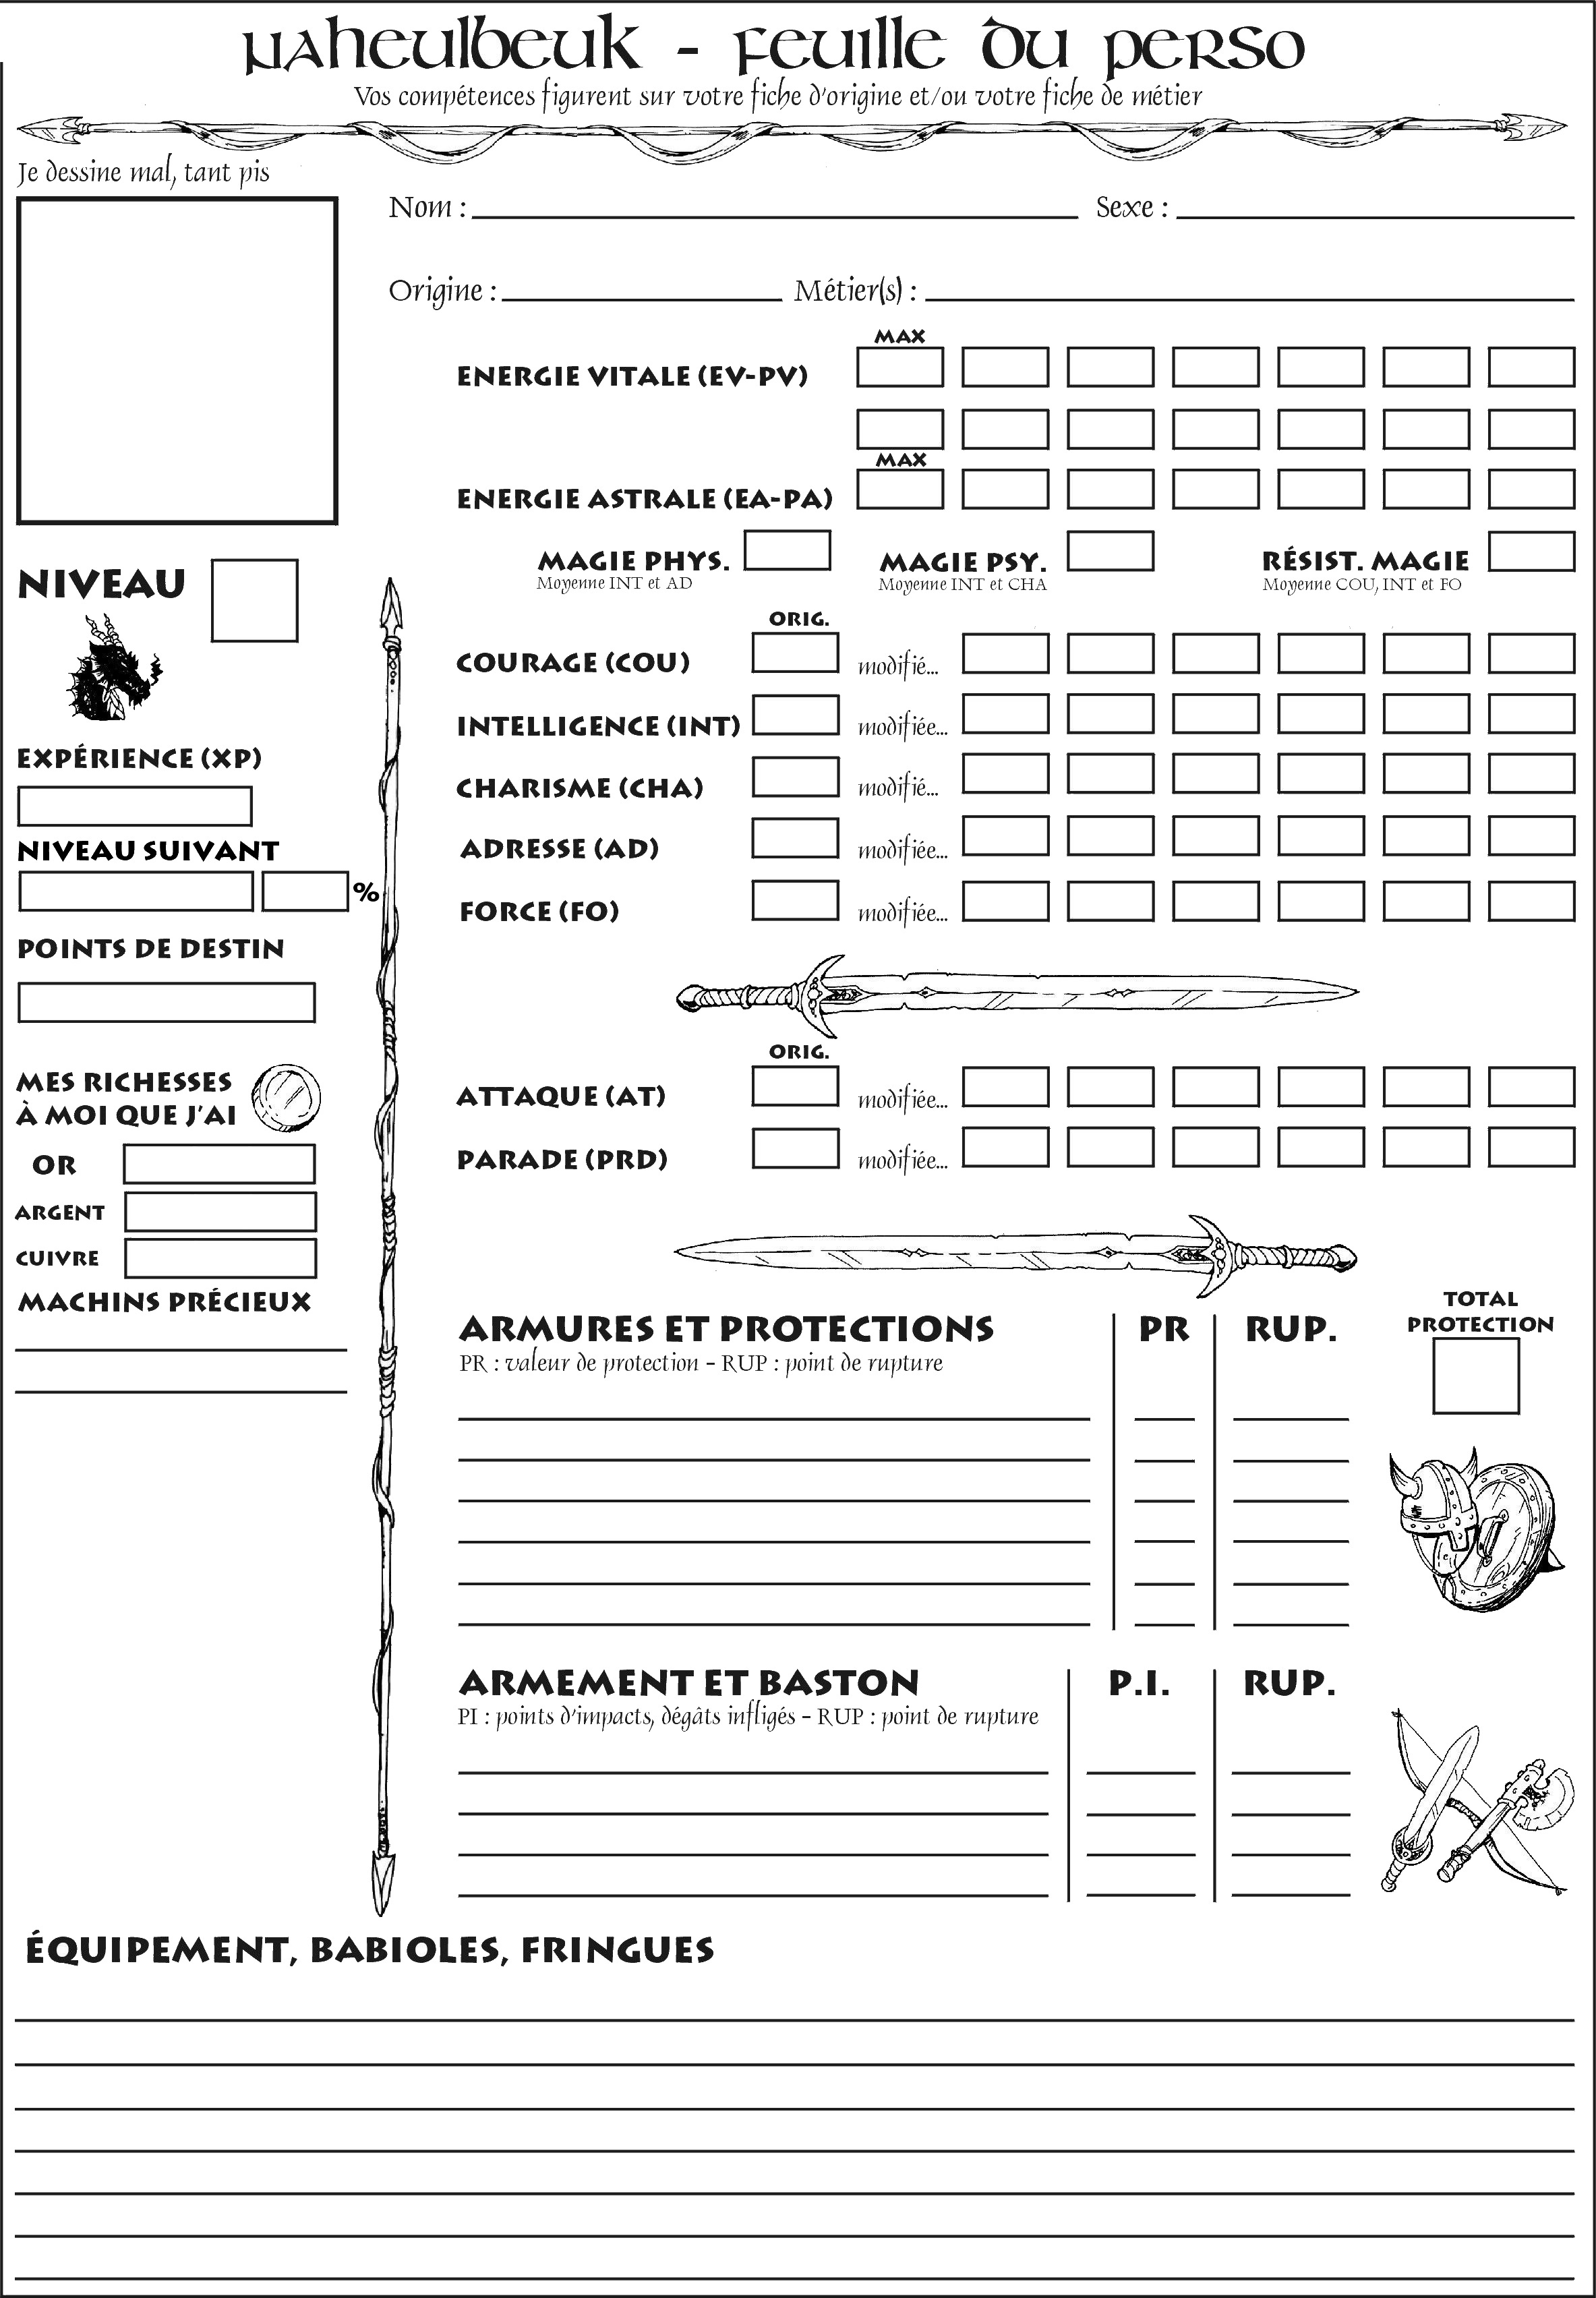 Naheulbeuk - Feuille du perso
Vos compétences figurent sur votre fiche d'origine et/ou votre fiche de métier
Je dessine mal, tant pis
Nom : Sexe :
Origine : Métier(s) :
MAX
ENERGIE VITALE (EV-PV)
MAX
ENERGIE ASTRALE (EA-PA)
MAGIE PHYS. MAGIE PSY. RÉSIST. MAGIE
Moyenne INT et AD Moyenne INT et CHA Moyenne COU, INT et FO
NIVEAU
ORIG.
COURAGE (COU) modifié...
INTELLIGENCE (INT) modifiée...
CHARISME (CHA) modifié...
ADRESSE (AD) modifiée...
FORCE (FO) modifiée...
EXPÉRIENCE (XP)
NIVEAU SUIVANT
%
POINTS DE DESTIN
ORIG.
ATTAQUE (AT) modifiée...
PARADE (PRD) modifiée...
MES RICHESSES
À MOI QUE J'AI
OR
ARGENT
CUIVRE
MACHINS PRÉCIEUX
ARMURES ET PROTECTIONS PR RUP.
PR : valeur de protection – RUP : point de rupture
TOTAL
PROTECTION
ARMEMENT ET BASTON P.I. RUP.
PI : points d'impacts, dégâts infligés – RUP : point de rupture
ÉQUIPEMENT, BABIOLES, FRINGUES